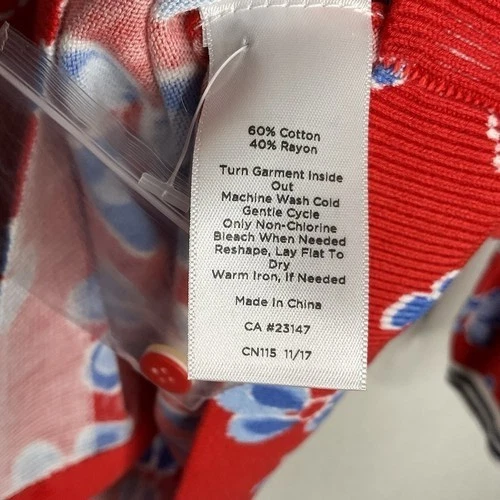 60% Cotton
40% Rayon
Turn Garment Inside
Out
Machine Wash Cold
Gentle Cycle
Only Non-Chlorine
Bleach When Needed
Reshape, Lay Flat To
Dry
Warm Iron, If Needed
Made in China
CA #23147
CN115 11/17